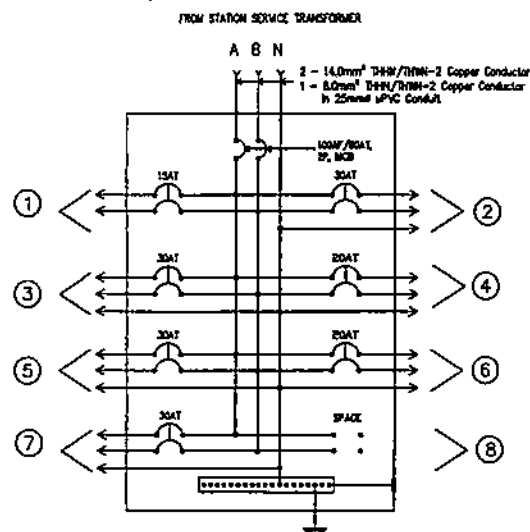 FROM STATION SERVICE TRANSFORMER
A B N
2 - 14.0mm² THHN/THWN-2 Copper Conductor
1 - 8.0mm² THHN/THWN-2 Copper Conductor
in 25mmø uPVC Conduit
100AF/80AT,
2P, MCB
15AT
30AT
1
2
30AT
20AT
3
4
30AT
20AT
5
6
30AT
SPACE
7
8